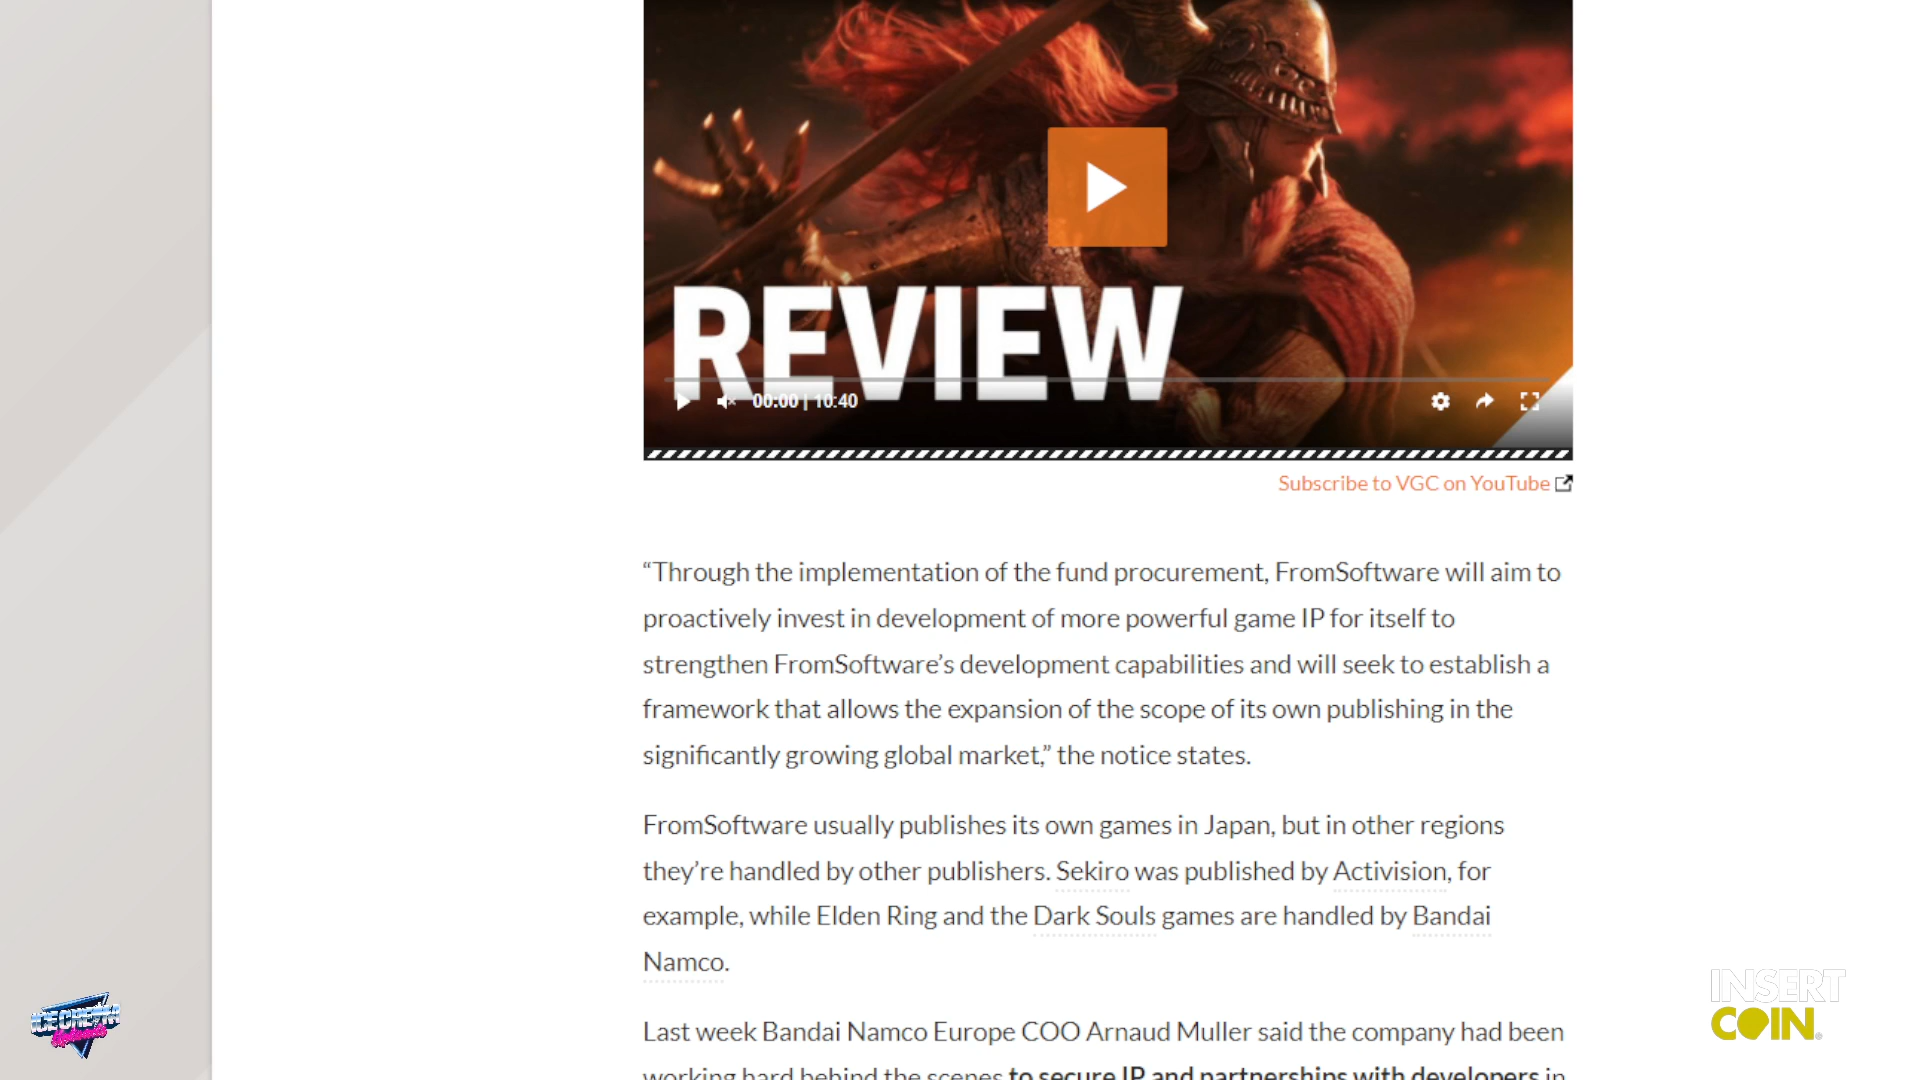 REVIEW
00:00 | 10:40
Subscribe to VGC on YouTube
“Through the implementation of the fund procurement, FromSoftware will aim to
proactively invest in development of more powerful game IP for itself to
strengthen FromSoftware’s development capabilities and will seek to establish a
framework that allows the expansion of the scope of its own publishing in the
significantly growing global market,” the notice states.
FromSoftware usually publishes its own games in Japan, but in other regions
they’re handled by other publishers. Sekiro was published by Activision, for
example, while Elden Ring and the Dark Souls games are handled by Bandai
Namco.
Last week Bandai Namco Europe COO Arnaud Muller said the company had been
working hard behind the scenes to secure IP and partnerships with developers in
INSERT
COIN.